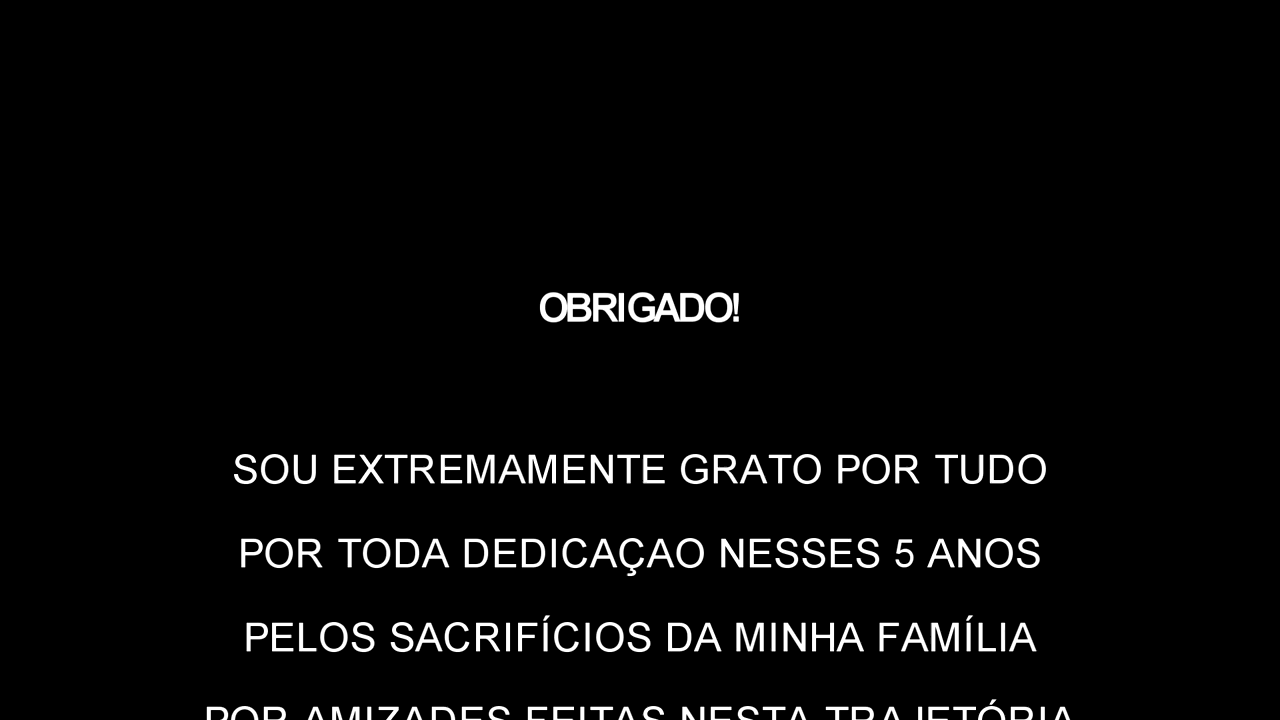 OBRIGADO!
SOU EXTREMAMENTE GRATO POR TUDO
POR TODA DEDICAÇAO NESSES 5 ANOS
PELOS SACRIFÍCIOS DA MINHA FAMÍLIA
POR AMIZADES FEITAS NESTA TRAJETÓRIA